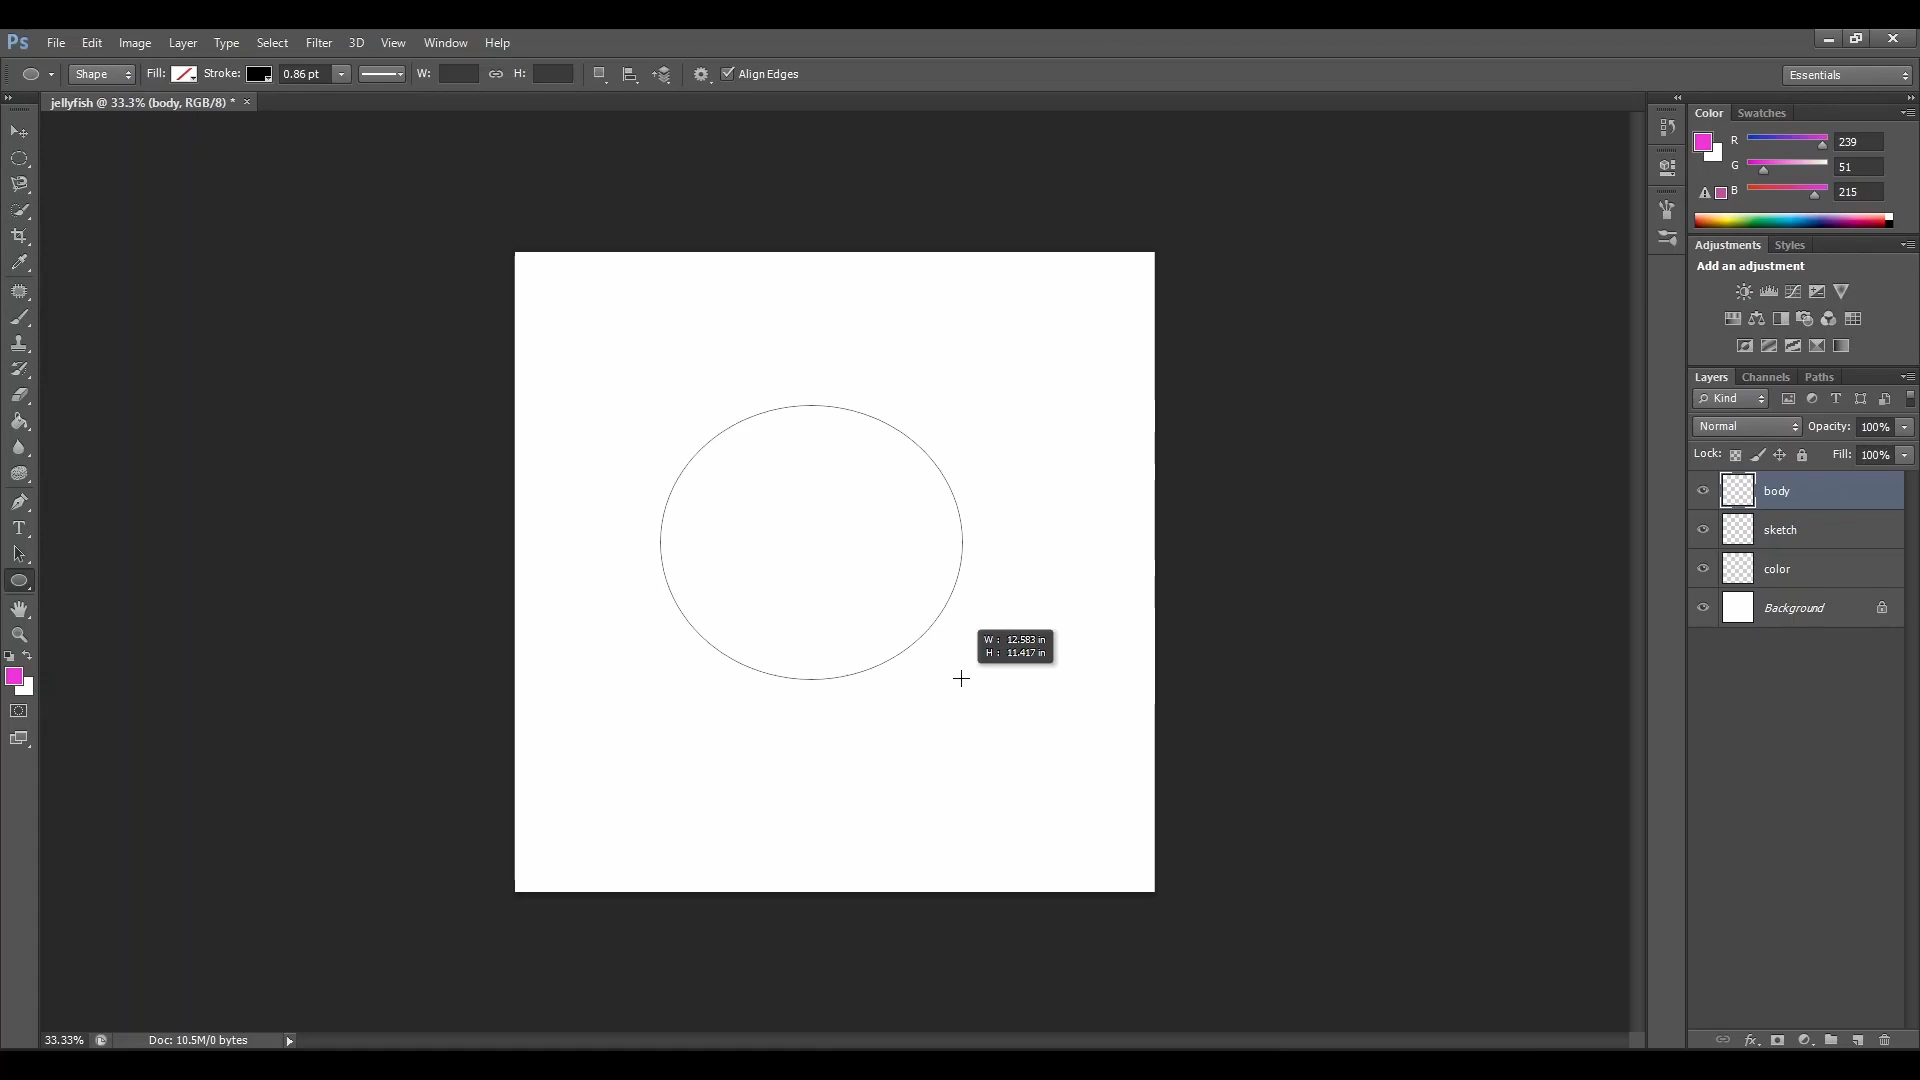 Ps File Edit Image Layer Type Select Filter 3D View Window Help
Shape Fill: Stroke: 0.86 pt W: H: Align Edges Essentials
jellyfish @ 33.3% (body, RGB/8) * ×
Color Swatches
R 239
G 51
B 215
Adjustments Styles
Add an adjustment
Layers Channels Paths
Kind T
Normal Opacity: 100%
Lock: Fill: 100%
body
sketch
color
Background
T
W : 12.583 in
H : 11.417 in
33.33% Doc: 10.5M/0 bytes
fx